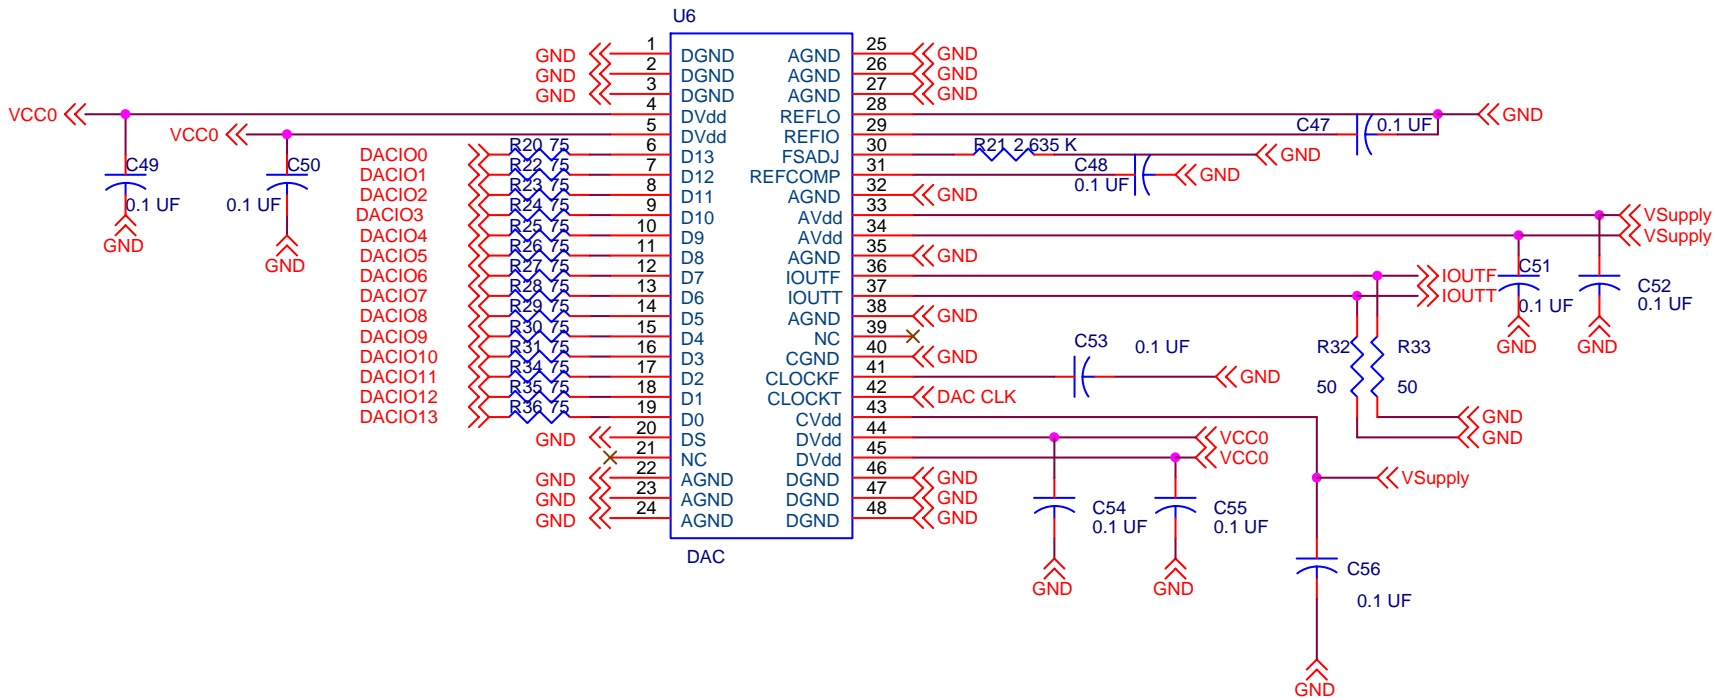 U6
GND 1 DGND AGND 25 GND
GND 2 DGND AGND 26 GND
GND 3 DGND AGND 27 GND
VCC0 4 DVdd REFLO 28 GND
VCC0 5 DVdd REFIO 29 C47 0.1 UF
DACIO0 R20 75 6 D13 FSADJ 30 R21 2.635 K GND
DACIO1 R22 75 7 D12 REFCOMP 31 C48 0.1 UF GND
DACIO2 R23 75 8 D11 AGND 32 GND
DACIO3 R24 75 9 D10 AVdd 33 VSupply
DACIO4 R25 75 10 D9 AVdd 34 VSupply
DACIO5 R26 75 11 D8 AGND 35 GND
DACIO6 R27 75 12 D7 IOUTF 36 IOUTF
DACIO7 R28 75 13 D6 IOUTT 37 IOUTT
DACIO8 R29 75 14 D5 AGND 38 GND
DACIO9 R30 75 15 D4 NC 39
DACIO10 R31 75 16 D3 CGND 40 GND
DACIO11 R34 75 17 D2 CLOCKF 41 C53 0.1 UF GND
DACIO12 R35 75 18 D1 CLOCKT 42 DAC CLK
DACIO13 R36 75 19 D0 CVdd 43
GND 20 DS DVdd 44 VCC0
21 NC DVdd 45 VCC0
GND 22 AGND DGND 46 GND
GND 23 AGND DGND 47 GND
GND 24 AGND DGND 48 GND
DAC
C49
0.1 UF
GND
C50
0.1 UF
GND
C51
0.1 UF
GND
C52
0.1 UF
GND
R32
50
R33
50
GND
GND
VSupply
C54
0.1 UF
GND
C55
0.1 UF
GND
C56
0.1 UF
GND